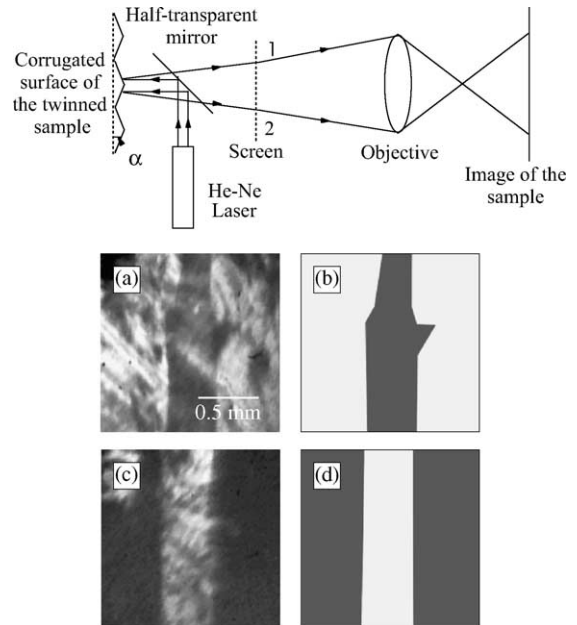 Half-transparent
mirror
Corrugated
surface of
the twinned
sample
α
1
2
Screen
Objective
He-Ne
Laser
Image of the
sample
(a)
0.5 mm
(b)
(c)
(d)